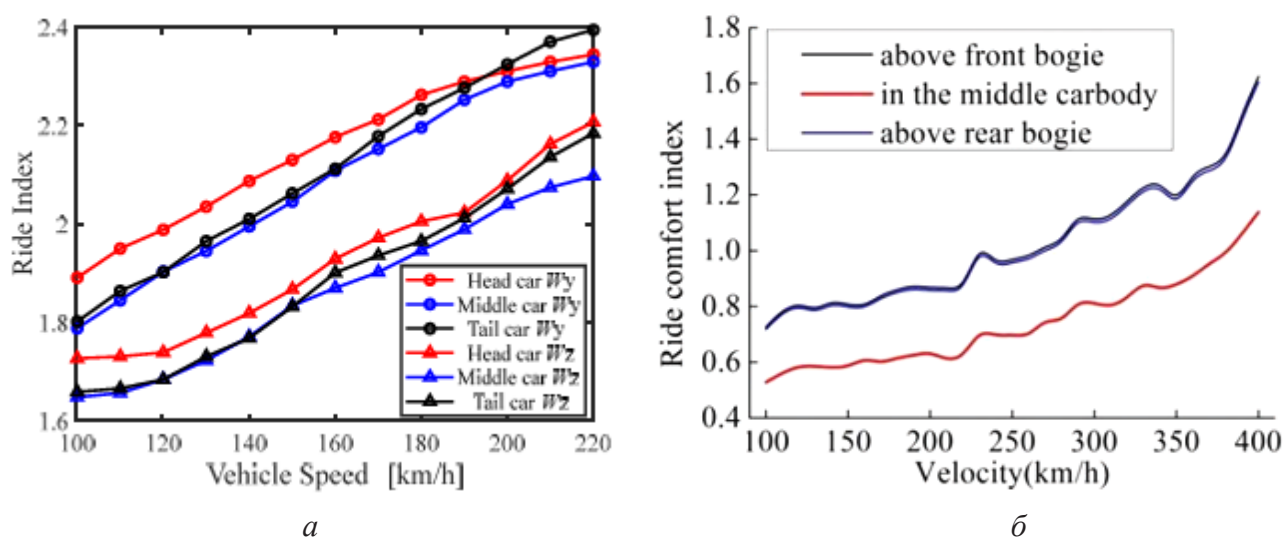 Ride Index
2.4
2.2
2
1.8
1.6
Head car Wy
Middle car Wy
Tail car Wy
Head car Wz
Middle car Wz
Tail car Wz
100 120 140 160 180 200 220
Vehicle Speed [km/h]
а
Ride comfort index
1.8
1.6
1.4
1.2
1.0
0.8
0.6
0.4
above front bogie
in the middle carbody
above rear bogie
100 150 200 250 300 350 400
Velocity(km/h)
б